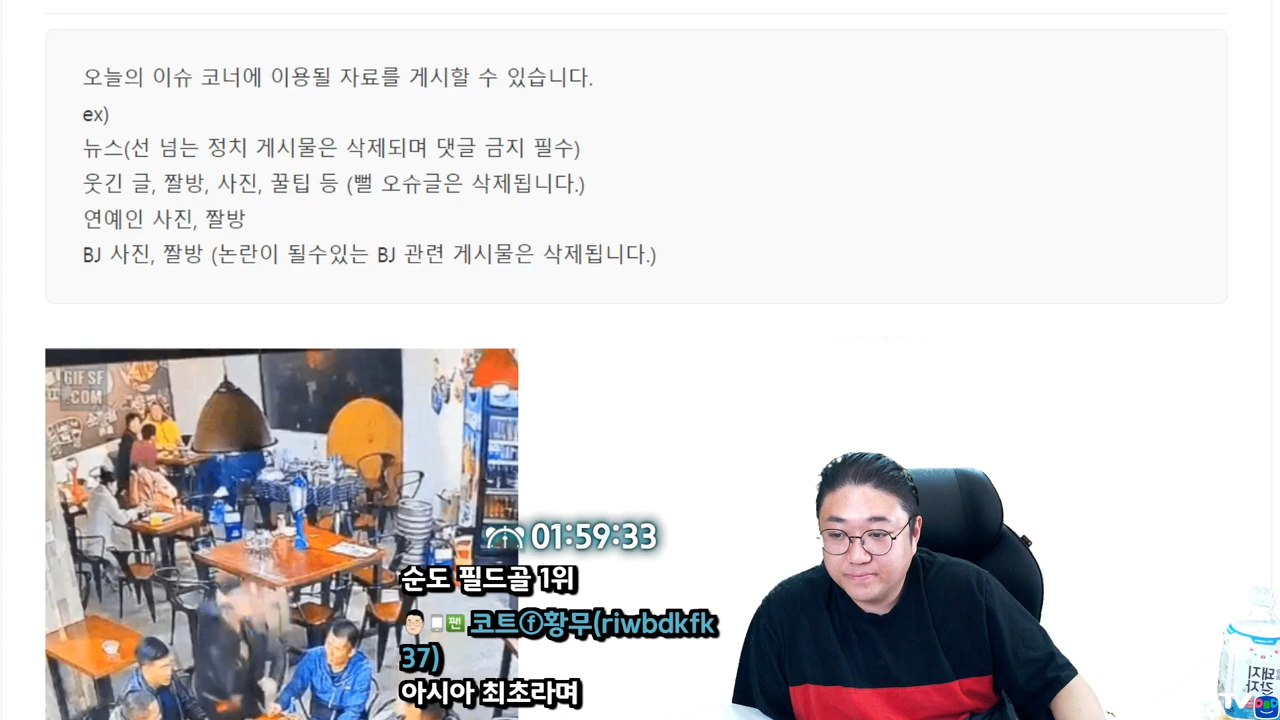 오늘의 이슈 코너에 이용될 자료를 게시할 수 있습니다.
ex)
뉴스(선 넘는 정치 게시물은 삭제되며 댓글 금지 필수)
웃긴 글, 짤방, 사진, 꿀팁 등 (뻘 오슈글은 삭제됩니다.)
연예인 사진, 짤방
BJ 사진, 짤방 (논란이 될수있는 BJ 관련 게시물은 삭제됩니다.)
GIFSF
.COM
01:59:33
순도 필드골 1위
팬 코트ⓕ황무(riwbdkfk
37)
아시아 최초라며